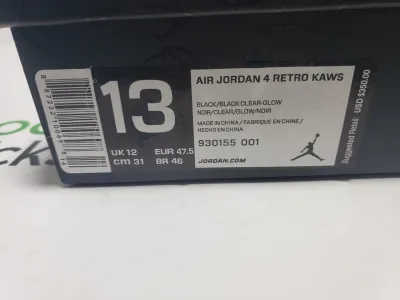 13
UK 12 EUR 47.5
cm 31 BR 46
AIR JORDAN 4 RETRO KAWS
BLACK/BLACK-CLEAR-GLOW
NOIR/CLEAR/GLOW/NOIR
MADE IN CHINA / FABRIQUE EN CHINE /
HECHO EN CHINA
930155 001
JORDAN.COM
Suggested Retail: USD $350.00